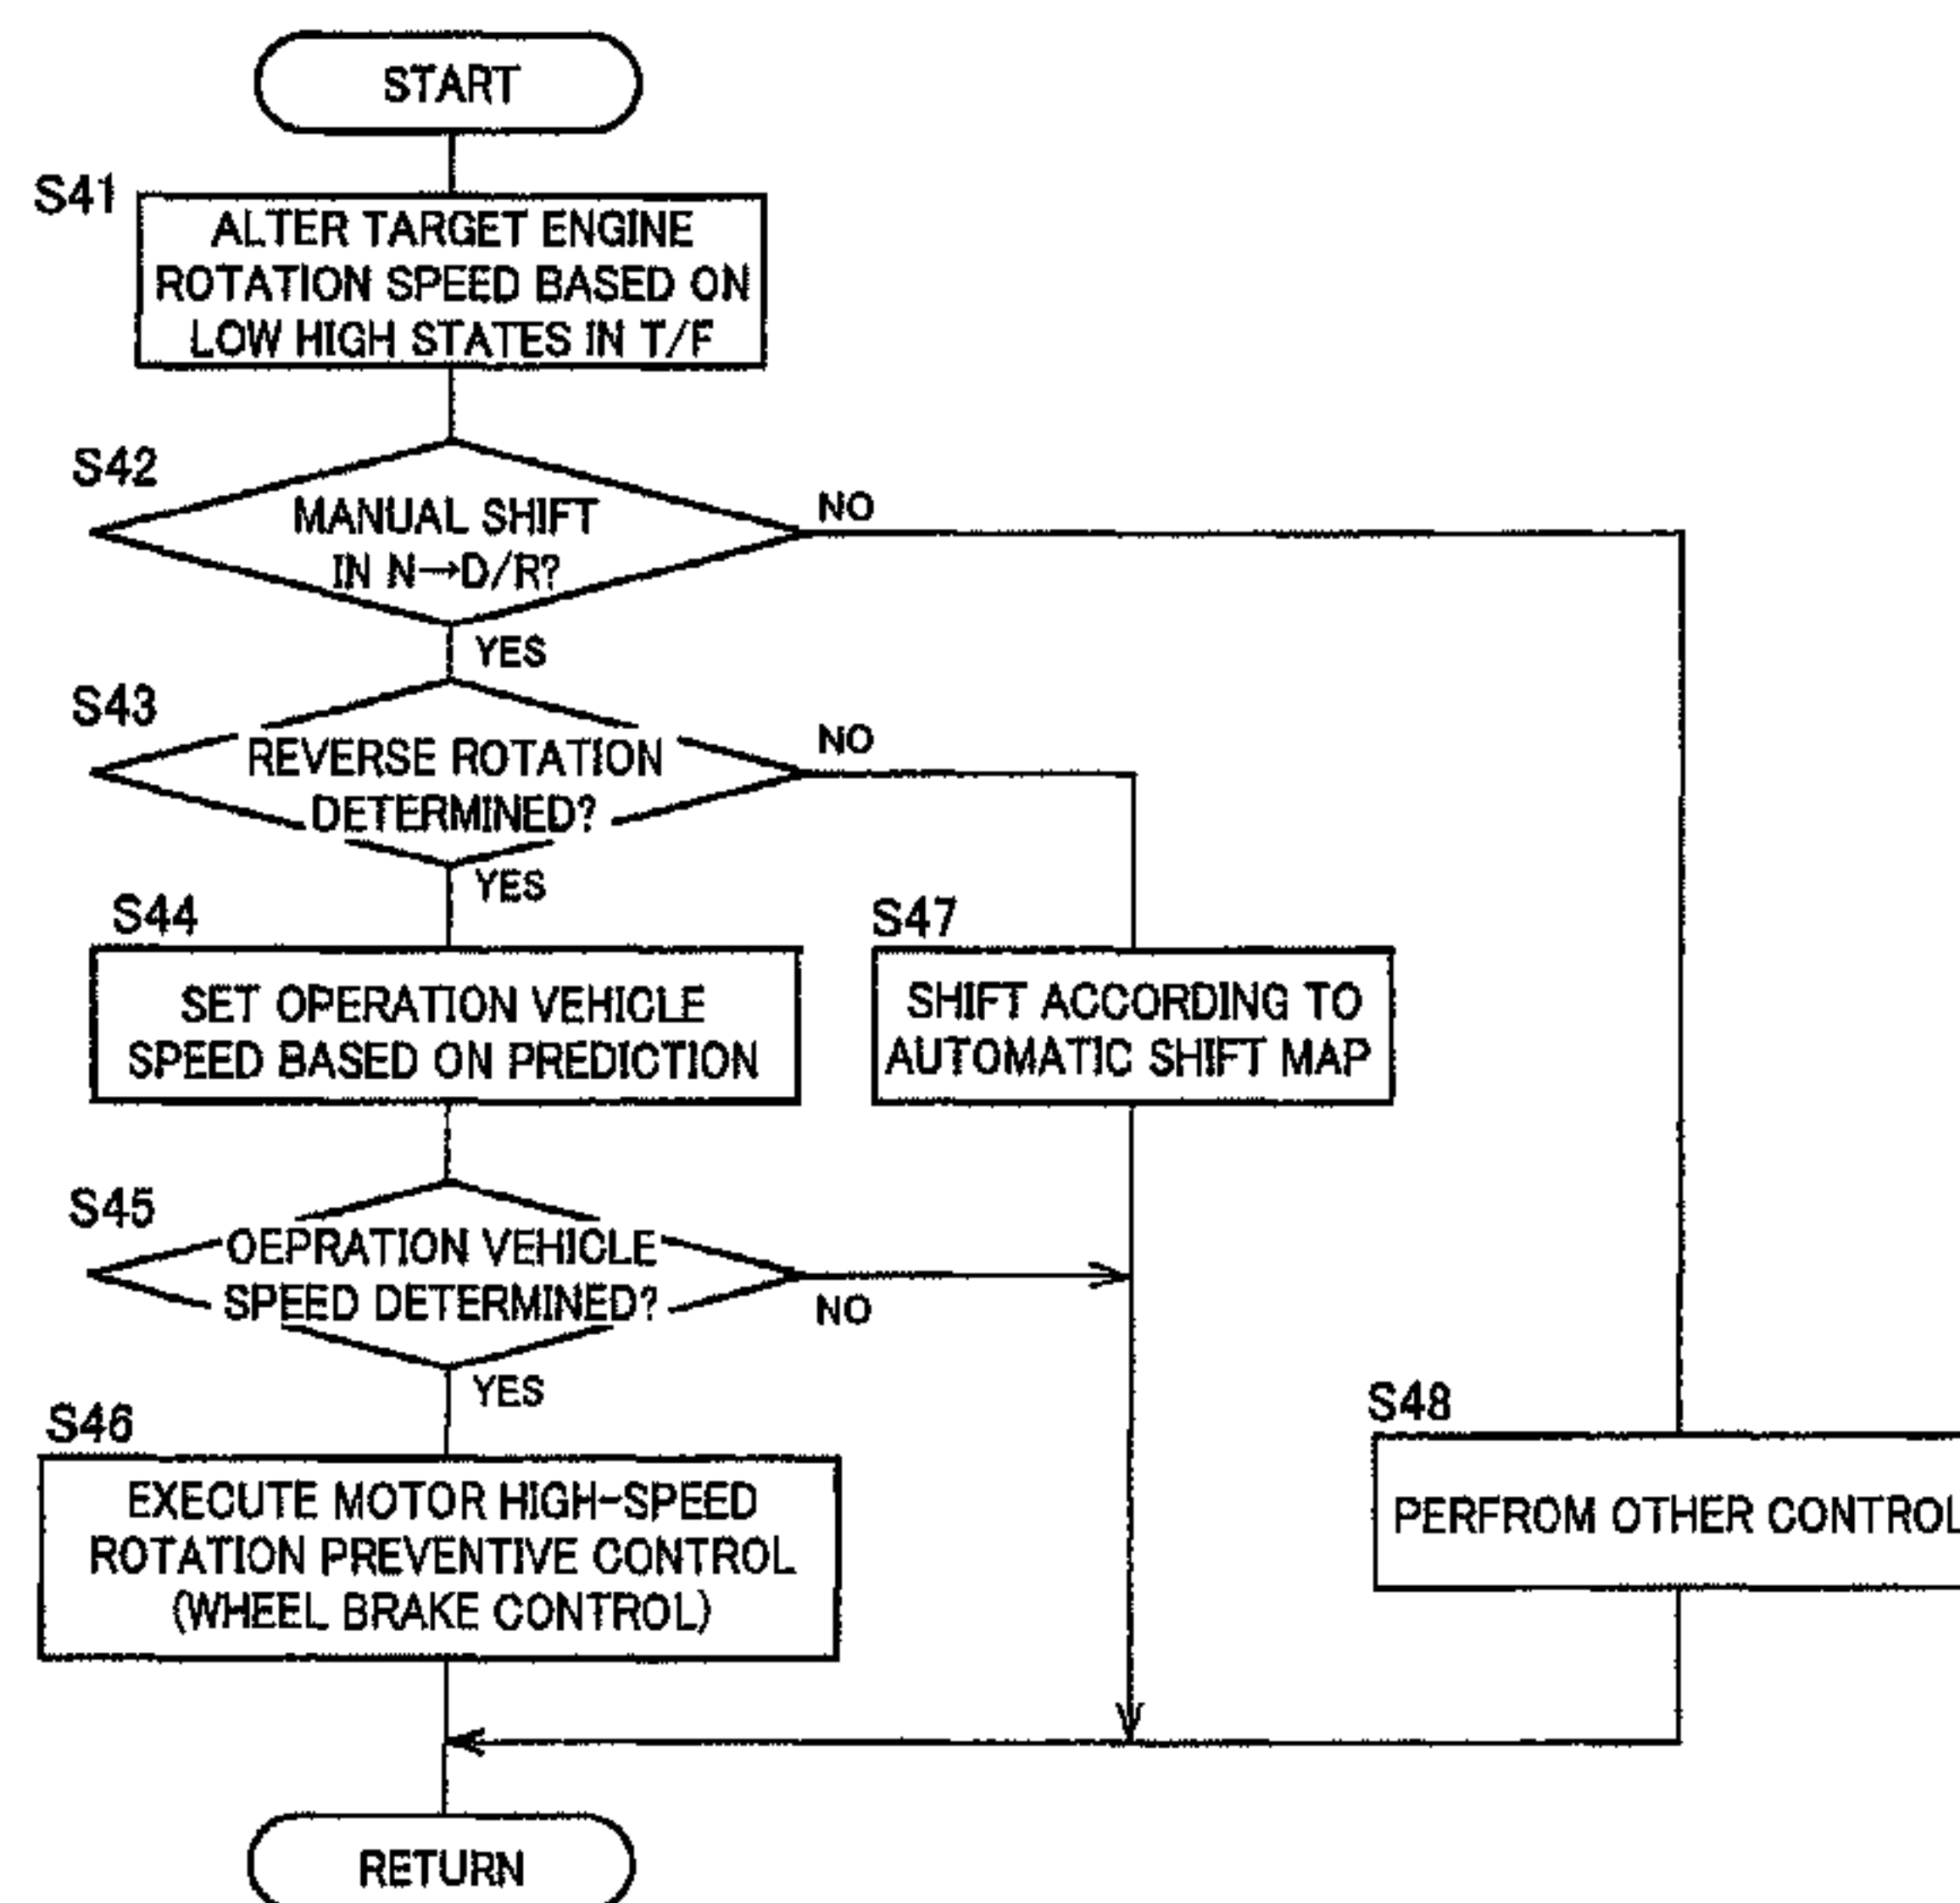 START
S41
ALTER TARGET ENGINE
ROTATION SPEED BASED ON
LOW HIGH STATES IN T/F
S42
MANUAL SHIFT
IN N→D/R?
NO
YES
S43
REVERSE ROTATION
DETERMINED?
NO
YES
S44
SET OPERATION VEHICLE
SPEED BASED ON PREDICTION
S47
SHIFT ACCORDING TO
AUTOMATIC SHIFT MAP
S45
OEPRATION VEHICLE
SPEED DETERMINED?
NO
YES
S46
EXECUTE MOTOR HIGH-SPEED
ROTATION PREVENTIVE CONTROL
(WHEEL BRAKE CONTROL)
S48
PERFROM OTHER CONTROL
RETURN